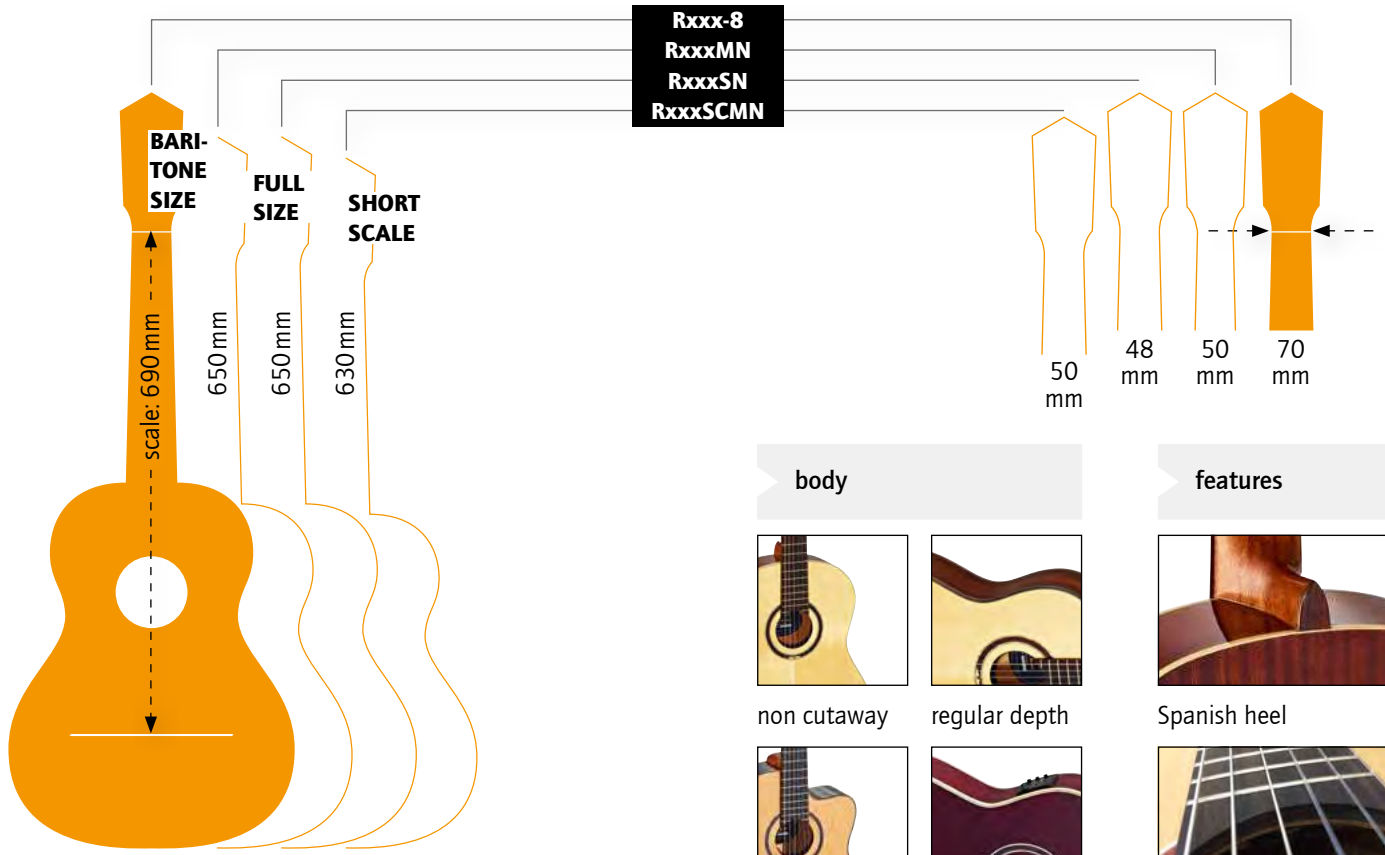 Rxxx-8
RxxxMN
RxxxSN
RxxxSCMN
BARI-
TONE
SIZE
FULL
SIZE
SHORT
SCALE
scale: 690 mm
650 mm
650 mm
630 mm
50
mm
48
mm
50
mm
70
mm
body
features
non cutaway
regular depth
Spanish heel